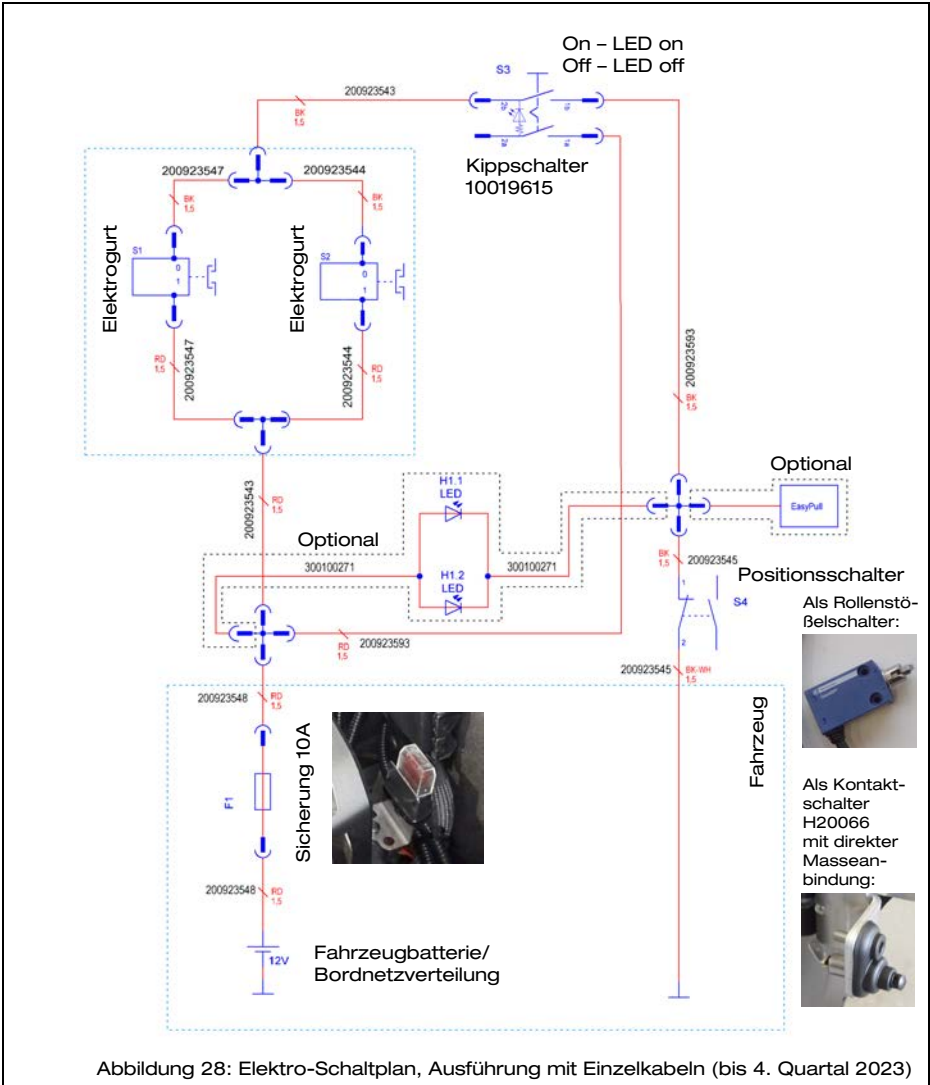 On – LED on
Off – LED off
S3
200923543
BK
1,5
2b
1b
2a
1a
Kippschalter
10019615
200923547
200923544
BK
1,5
BK
1,5
Elektrogurt
S1
0
1
Elektrogurt
S2
0
1
RD
1,5
200923547
200923544
RD
1,5
200923593
BK
1,5
200923543
RD
1,5
H1.1
LED
Optional
EasyPull
Optional
300100271
H1.2
LED
300100271
BK
1,5
200923545
Positionsschalter
1
2
S4
Als Rollenstö-
ßelschalter:
RD
1,5
200923593
200923545
BK-WH
1,5
200923548
RD
1,5
F1
Sicherung 10A
Fahrzeug
Als Kontakt-
schalter
H20066
mit direkter
Massean-
bindung:
200923548
RD
1,5
12V
Fahrzeugbatterie/
Bordnetzverteilung
Abbildung 28: Elektro-Schaltplan, Ausführung mit Einzelkabeln (bis 4. Quartal 2023)